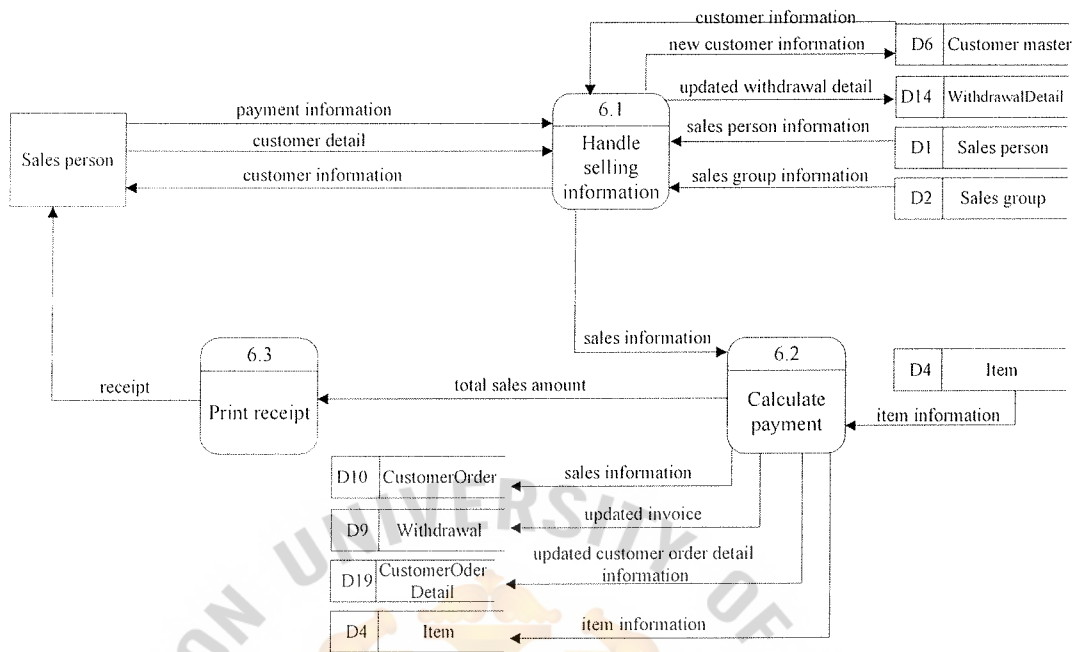 customer information
new customer information
D6 Customer master
updated withdrawal detail
D14 WithdrawalDetail
6.1
payment information
sales person information
Handle
selling
information
D1 Sales person
Sales person
customer detail
customer information
sales group information
D2 Sales group
sales information
6.3
6.2
D4 Item
receipt
total sales amount
Print receipt
Calculate
payment
item information
D10 CustomerOrder
sales information
D9 Withdrawal
updated invoice
updated customer order detail
information
D19 CustomerOder
Detail
D4 Item
item information
ON UNIVERSITY OF